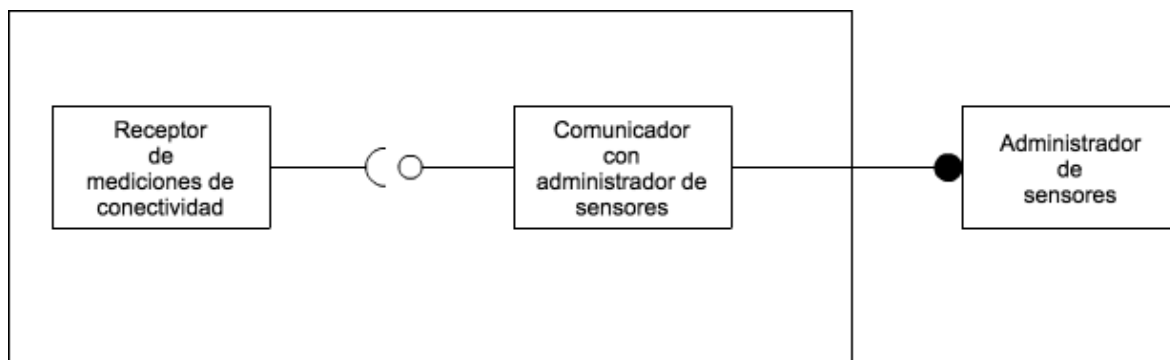 Receptor
de
mediciones de
conectividad
Comunicador
con
administrador de
sensores
Administrador
de
sensores